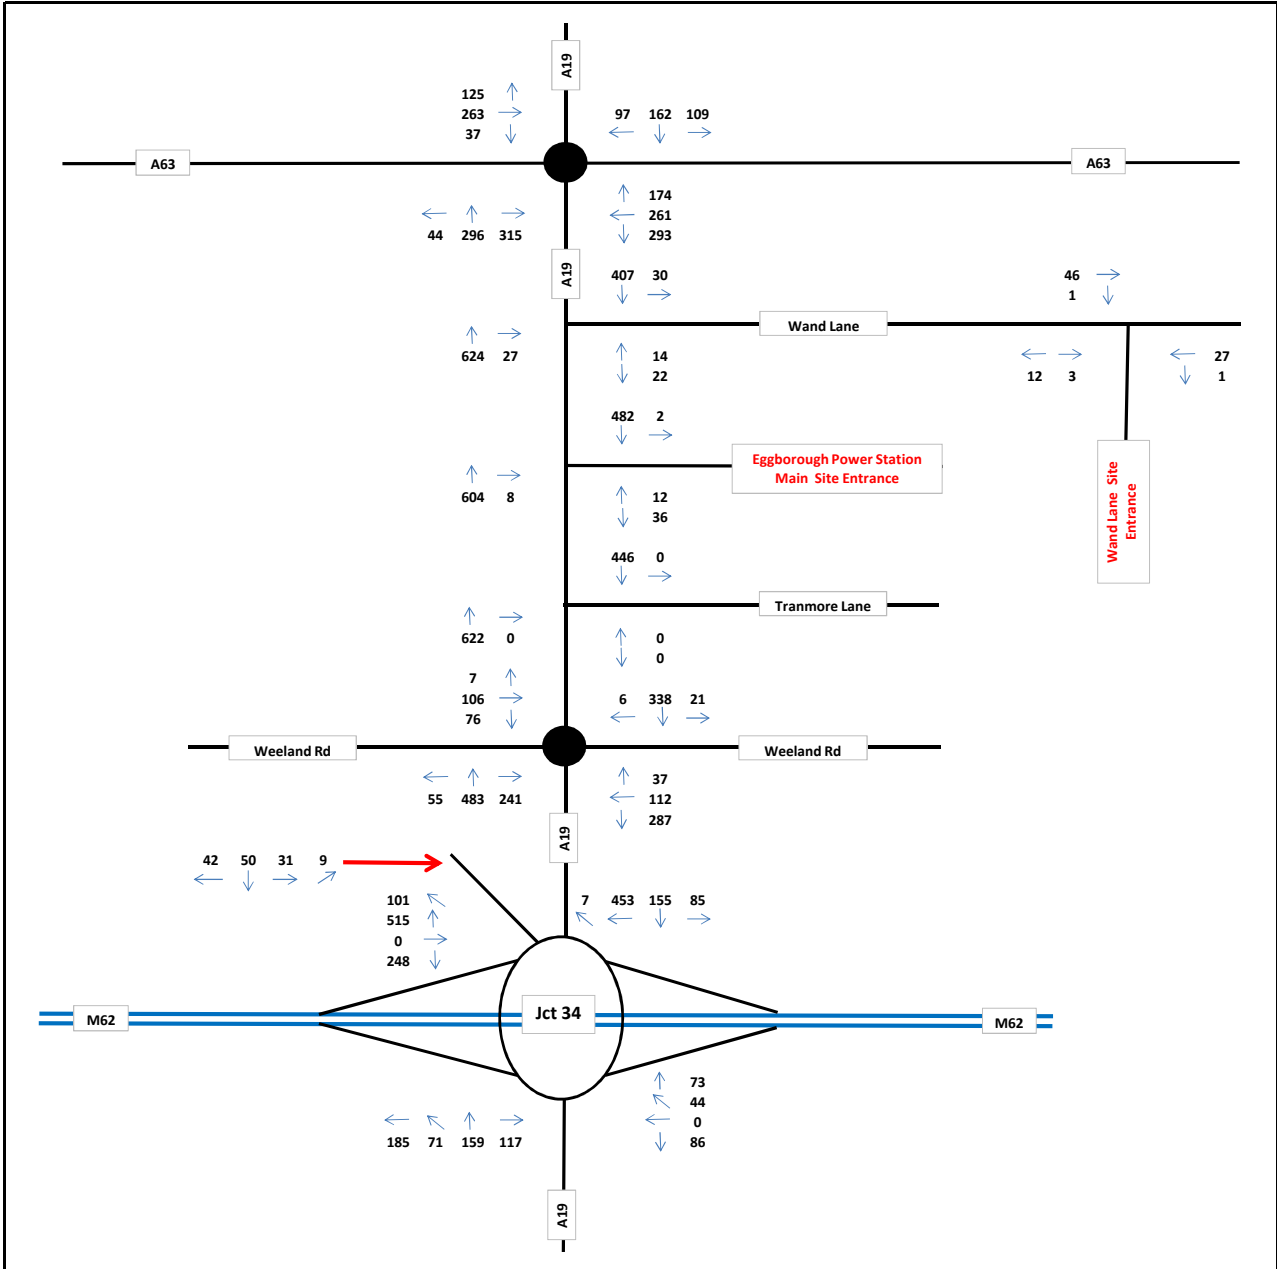 A19
125
263
37
97 162 109
A63
A63
44 296 315
174
261
293
A19
407 30
46
1
Wand Lane
624 27
14
22
12 3
27
1
482 2
Eggborough Power Station
Main Site Entrance
604 8
12
36
Wand Lane Site
Entrance
446 0
Tranmore Lane
622 0
0
0
7
106
76
6 338 21
Weeland Rd
Weeland Rd
55 483 241
37
112
287
A19
42 50 31 9
101
515
0
248
7 453 155 85
M62
Jct 34
M62
73
44
0
86
185 71 159 117
A19